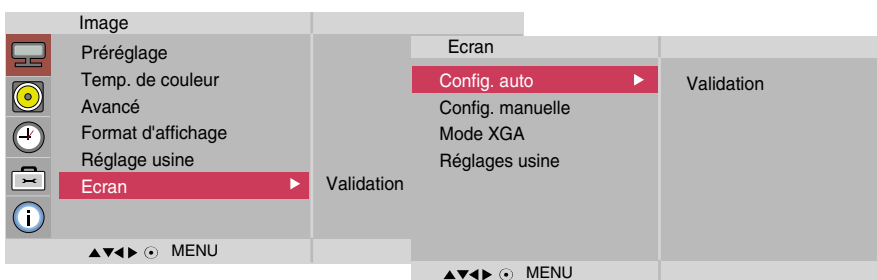 Image
Préréglage
Temp. de couleur
Avancé
Format d'affichage
Réglage usine
Ecran
Validation
MENU
Ecran
Config. auto
Validation
Config. manuelle
Mode XGA
Réglages usine
MENU